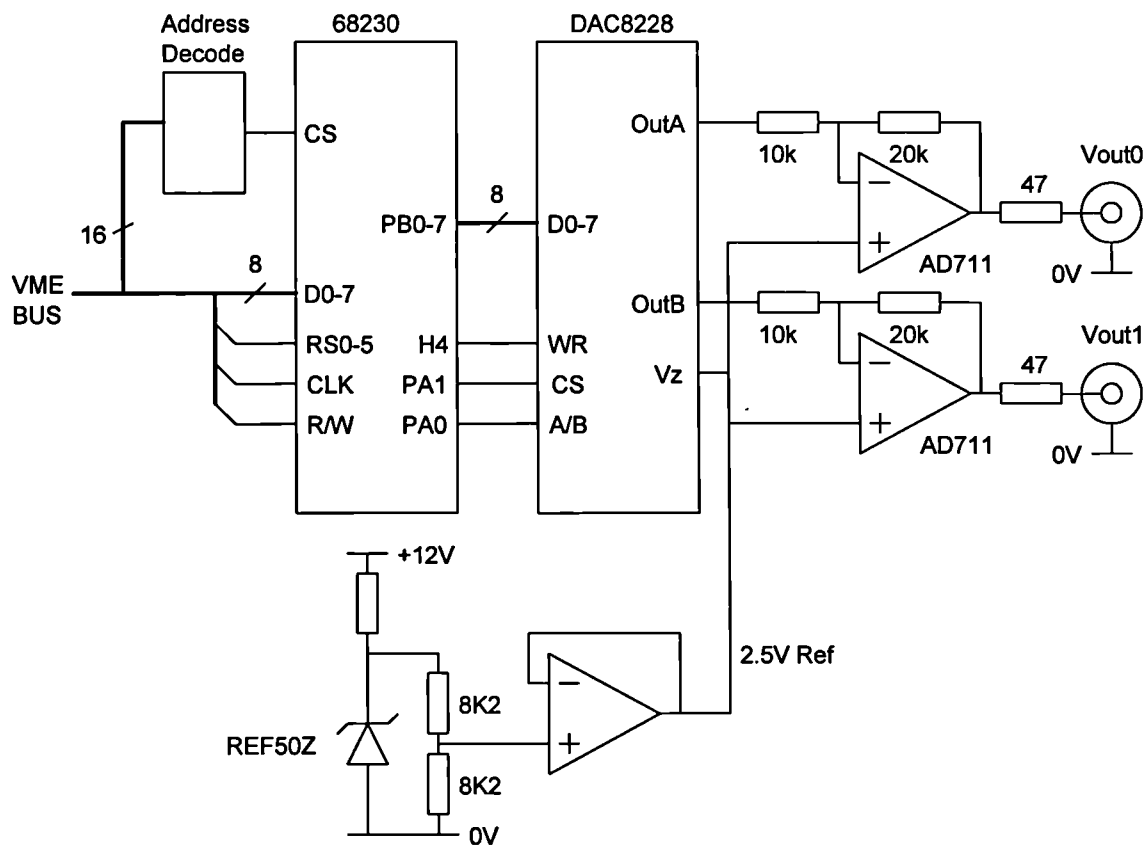 Address
Decode
68230
DAC8228
CS
OutA
10k
20k
Vout0
47
8
PB0-7
D0-7
16
8
AD711
0V
VME
BUS
D0-7
OutB
10k
20k
Vout1
RS0-5
H4
WR
Vz
47
CLK
PA1
CS
R/W
PA0
A/B
AD711
0V
+12V
2.5V Ref
8K2
REF50Z
8K2
0V